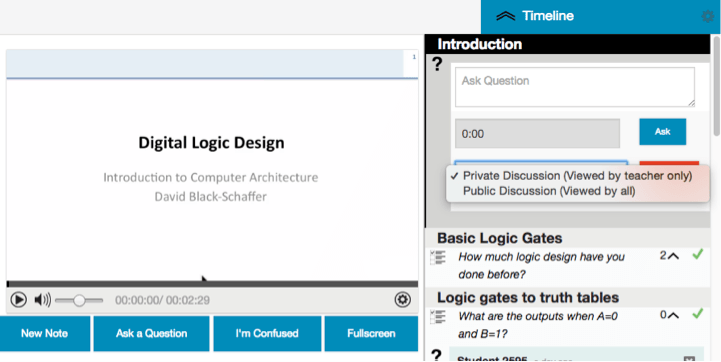 Timeline
Introduction
1
?
Ask Question
0:00
Ask
✓ Private Discussion (Viewed by teacher only)
Public Discussion (Viewed by all)
Digital Logic Design
Introduction to Computer Architecture
David Black-Schaffer
Basic Logic Gates
How much logic design have you
done before?
2
Logic gates to truth tables
What are the outputs when A=0
and B=1?
0
00:00:00/ 00:02:29
New Note
Ask a Question
I'm Confused
Fullscreen
?
Student 2595